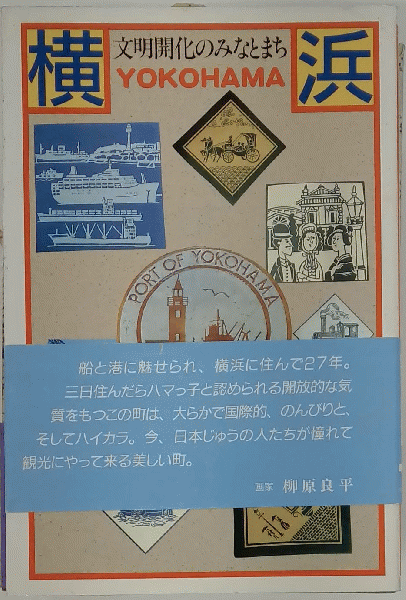 横浜
文明開化のみなとまち
YOKOHAMA
PORT OF YOKOHAMA
船と港に魅せられ、横浜に住んで27年。
三日住んだらハマっ子と認められる開放的な気
質をもつこの町は、大らかで国際的、のんびりと、
そしてハイカラ。今、日本じゅうの人たちが憧れて
観光にやって来る美しい町。
画家 柳原良平